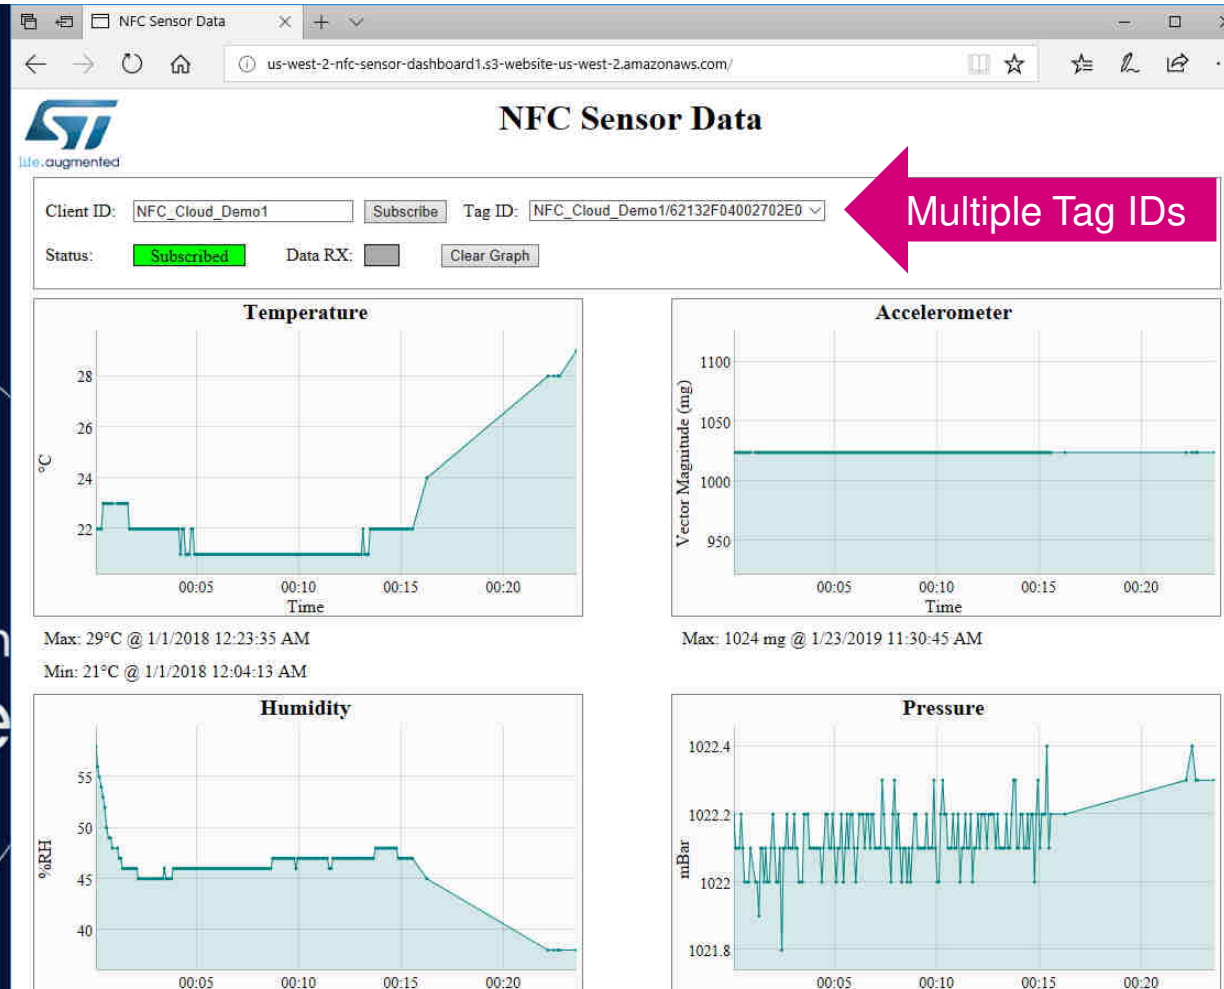 NFC Sensor Data
us-west-2-nfc-sensor-dashboard1.s3-website-us-west-2.amazonaws.com/
ST
life.augmented
NFC Sensor Data
Client ID: NFC_Cloud_Demo1 Subscribe Tag ID: NFC_Cloud_Demo1/62132F04002702E0
Multiple Tag IDs
Status: Subscribed Data RX: Clear Graph
Temperature
28
26
24
22
°C
00:05 00:10 00:15 00:20
Time
Max: 29°C @ 1/1/2018 12:23:35 AM
Min: 21°C @ 1/1/2018 12:04:13 AM
Accelerometer
1100
1050
1000
950
Vector Magnitude (mg)
00:05 00:10 00:15 00:20
Time
Max: 1024 mg @ 1/23/2019 11:30:45 AM
Humidity
55
50
45
40
%RH
00:05 00:10 00:15 00:20
Pressure
1022.4
1022.2
1022
1021.8
mBar
00:05 00:10 00:15 00:20